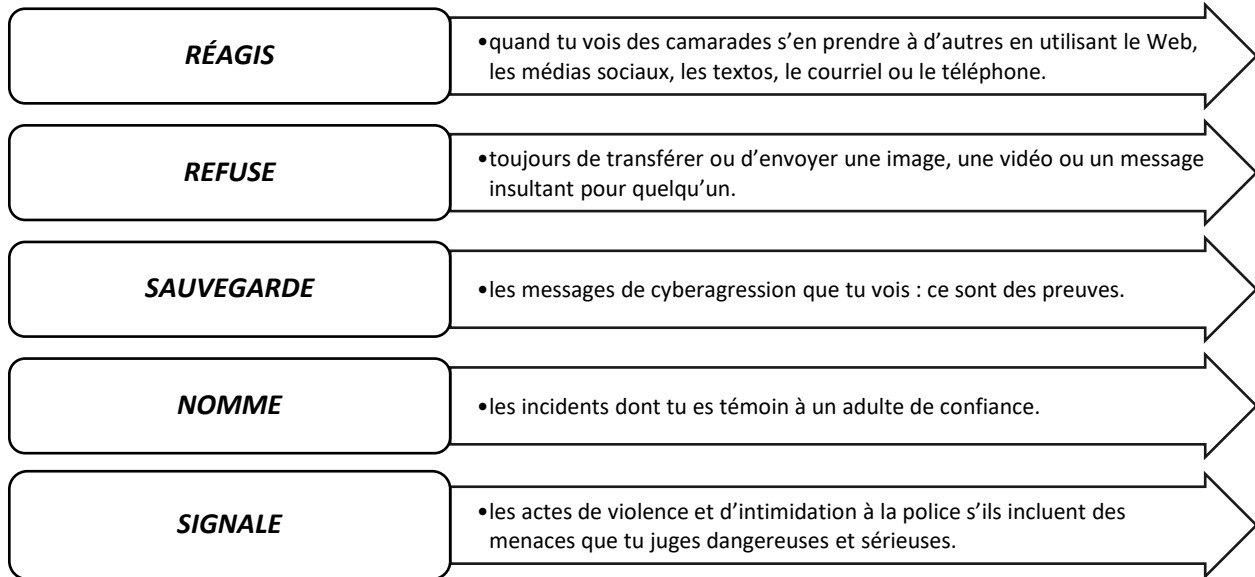 RÉAGIS
•quand tu vois des camarades s’en prendre à d’autres en utilisant le Web,
les médias sociaux, les textos, le courriel ou le téléphone.
REFUSE
•toujours de transférer ou d’envoyer une image, une vidéo ou un message
insultant pour quelqu’un.
SAUVEGARDE
•les messages de cyberagression que tu vois : ce sont des preuves.
NOMME
•les incidents dont tu es témoin à un adulte de confiance.
SIGNALE
•les actes de violence et d’intimidation à la police s’ils incluent des
menaces que tu juges dangereuses et sérieuses.